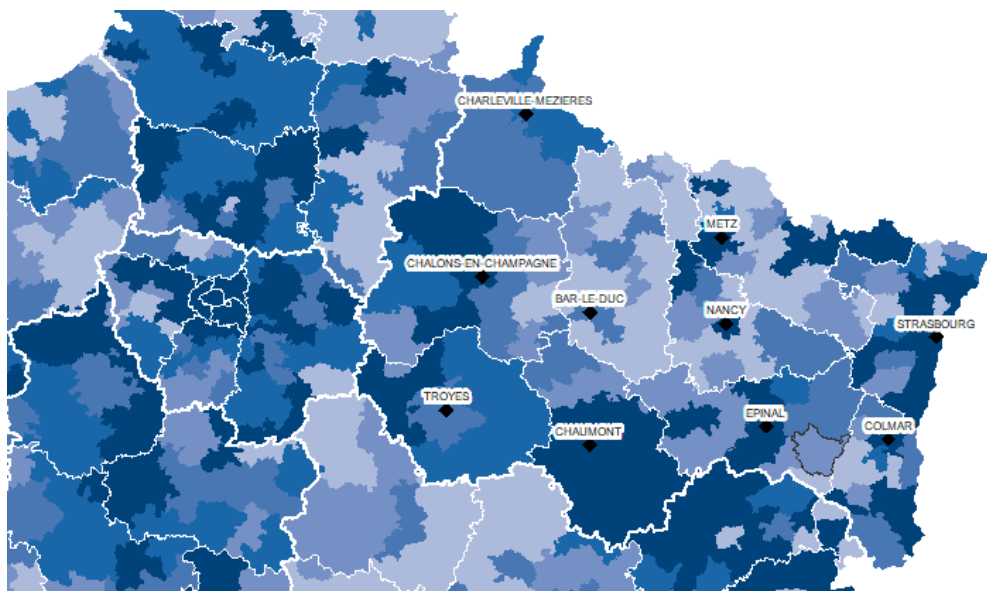 CHARLEVILLE-MEZIERES
METZ
CHALONS-EN-CHAMPAGNE
BAR-LE-DUC
NANCY
STRASBOURG
TROYES
EPINAL
COLMAR
CHAUMONT